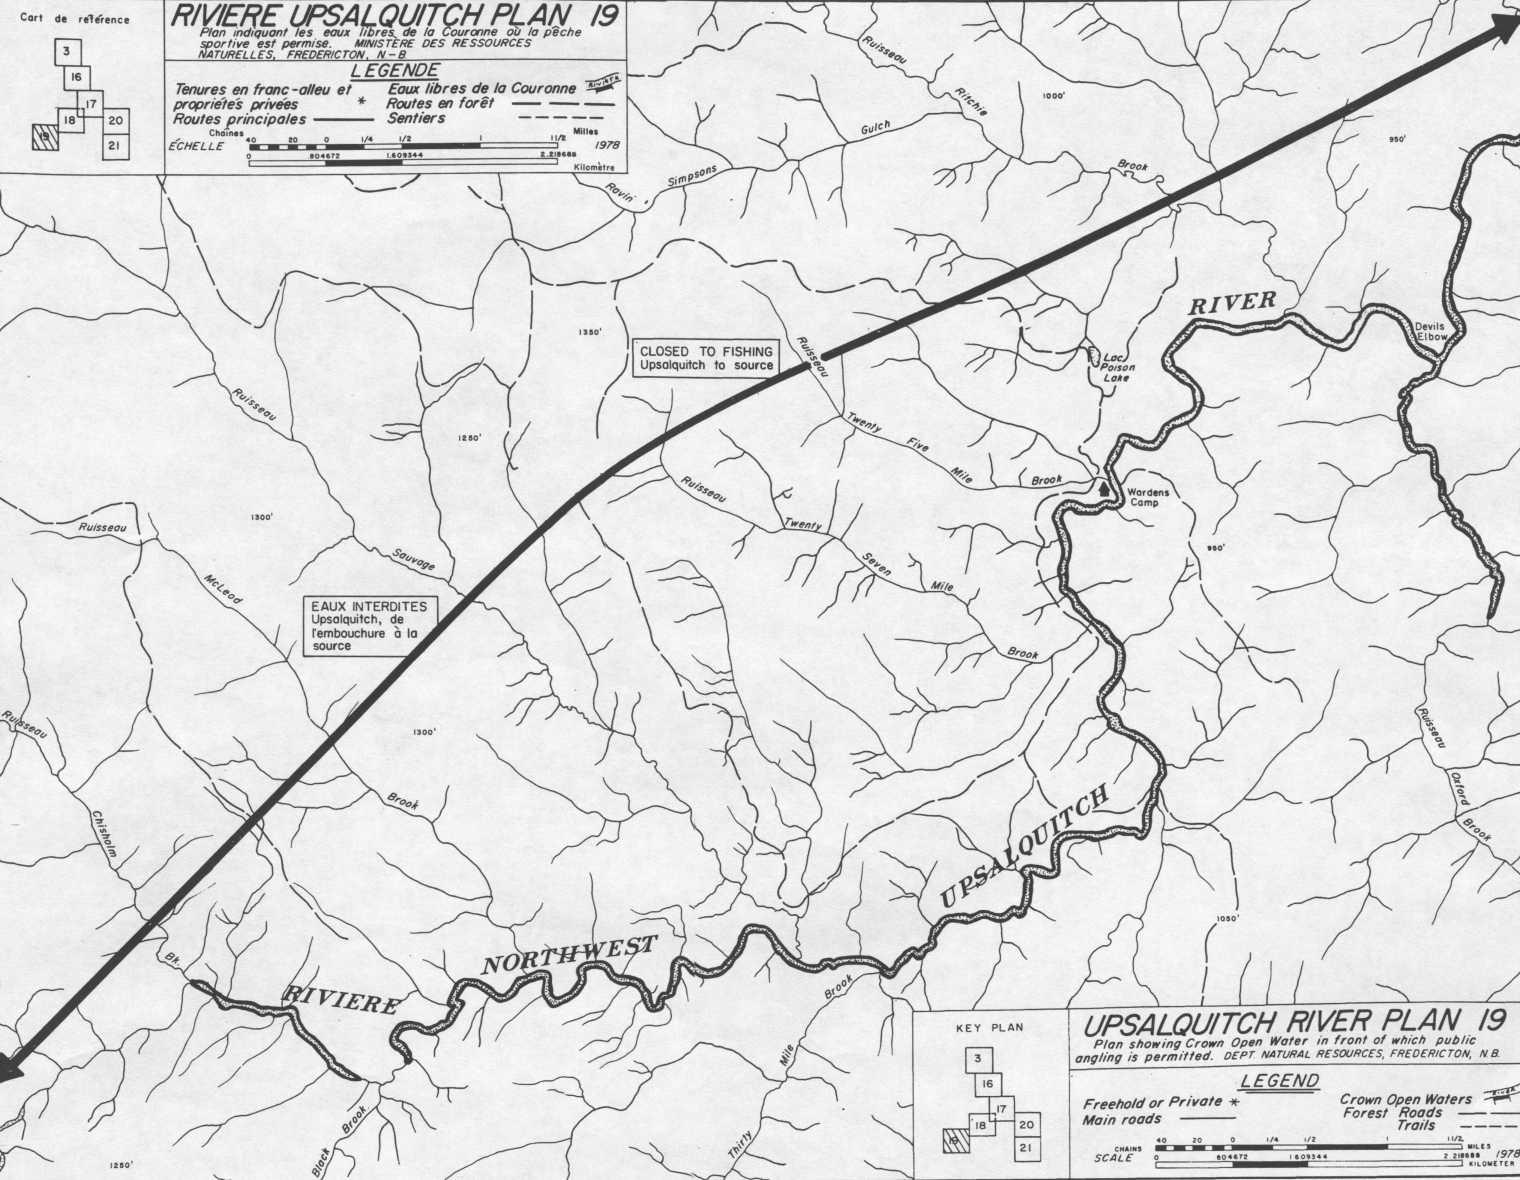 Cart de reférence
3
16
17
18
20
19
21
RIVIERE UPSALQUITCH PLAN 19
Plan indiquant les eaux libres de la Couronne où la pêche
sportive est permise. MINISTÈRE DES RESSOURCES
NATURELLES, FREDERICTON, N-B
LEGENDE
Tenures en franc-alleu et
propriétés privées *
Routes principales
Eaux libres de la Couronne RIVIÈRE
Routes en forêt
Sentiers
ÉCHELLE
Chaînes 40 20 0 1/4 1/2 1 1 1/2 Milles
0 .804672 1.609344 2.218688 Kilomètre
1978
Ruisseau Ritchie Brook
1000'
950'
Ravin Simpsons Gulch
RIVER
Devils
Elbow
1350'
CLOSED TO FISHING
Upsalquitch to source
Lac
Poison
Lake
Ruisseau Twenty Five Mile Brook
Ruisseau Sauvage
1250'
Wardens
Camp
Ruisseau Twenty Seven Mile Brook
950'
1300'
Ruisseau McLeod Brook
EAUX INTERDITES
Upsalquitch, de
l'embouchure à la
source
1300'
Ruisseau Chisholm Bk.
Ruisseau Oxford Brook
UPSALQUITCH
1050'
NORTHWEST
RIVIERE
Thirty Mile Brook
Black Brook
1250'
KEY PLAN
3
16
17
18
20
19
21
UPSALQUITCH RIVER PLAN 19
Plan showing Crown Open Water in front of which public
angling is permitted. DEPT. NATURAL RESOURCES, FREDERICTON, N.B.
LEGEND
Freehold or Private *
Main roads
Crown Open Waters RIVER
Forest Roads
Trails
SCALE
CHAINS 40 20 0 1/4 1/2 1 1 1/2 MILES
0 804672 1609344 2.218688 KILOMETER
1978